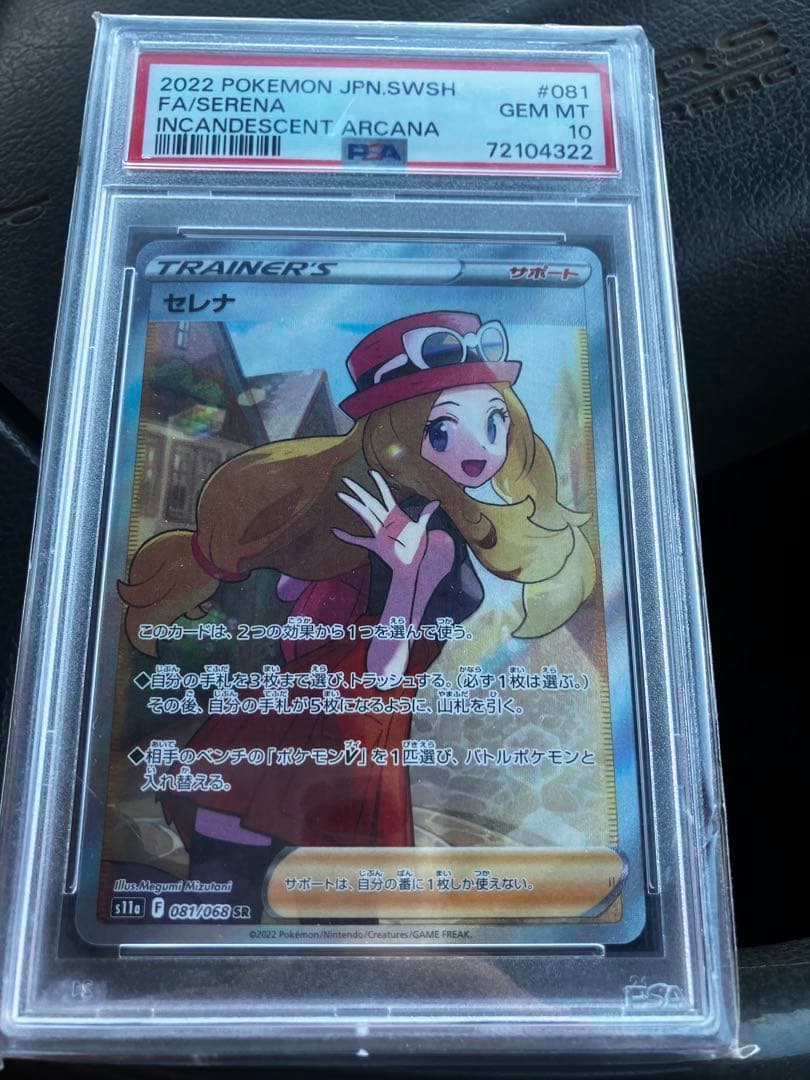 2022 POKEMON JPN.SWSH #081
FA/SERENA GEM MT
INCANDESCENT ARCANA 10
PSA 72104322
TRAINER'S サポート
セレナ
このカードは、2つの効果から1つを選んで使う。
◆自分の手札を3枚まで選び、トラッシュする。(必ず1枚は選ぶ。)
その後、自分の手札が5枚になるように、山札を引く。
◆相手のベンチの「ポケモンV」を1匹選び、バトルポケモンと
入れ替える。
サポートは、自分の番に1枚しか使えない。
Illus.Megumi Mizutani
s11a F 081/068 SR
©2022 Pokémon/Nintendo/Creatures/GAME FREAK.
PSA